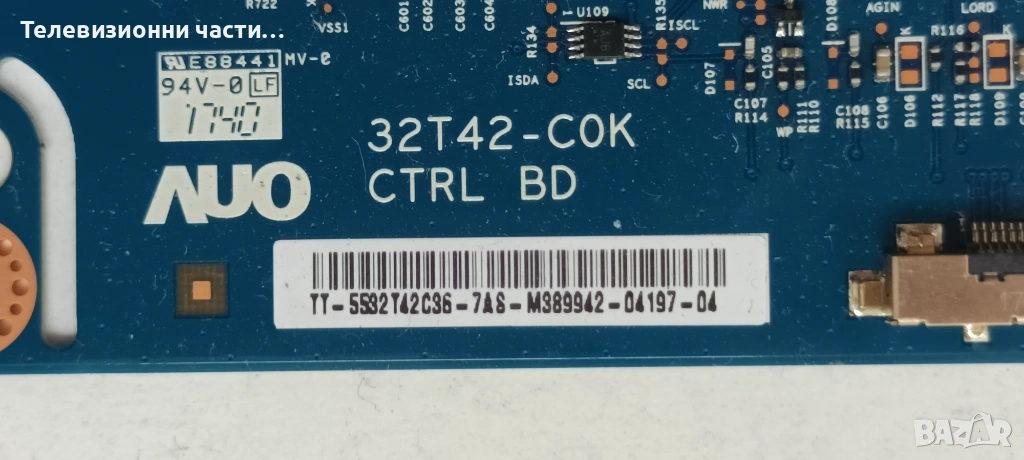 Телевизионни части...
R722
VSS1
C601
C602
C603
C604
U109
R134
R135
ISCL
ISDA
SCL
NWR
D107
C105
C107
R114
WP
R111
R110
D108
C108
R115
AGIN
C106
D106
K
R112
R116
R117
R118
LORD
D109
E88441 MV-0
94V-0 LF
1740
AUO
32T42-C0K
CTRL BD
TT-5532T42C36-7AS-M389942-04197-04
BAZAR